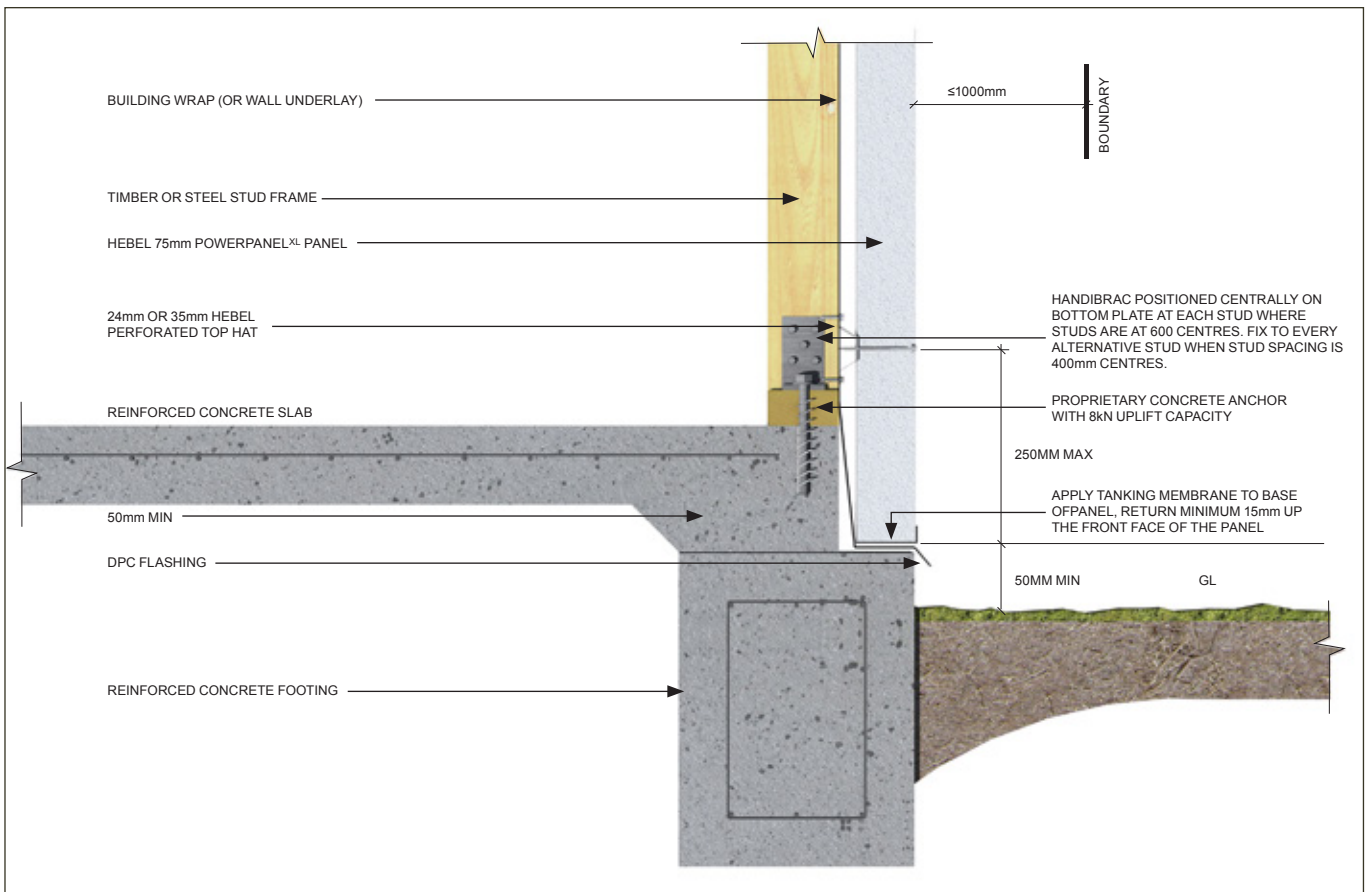 BUILDING WRAP (OR WALL UNDERLAY)
TIMBER OR STEEL STUD FRAME
HEBEL 75mm POWERPANELXL PANEL
24mm OR 35mm HEBEL
PERFORATED TOP HAT
REINFORCED CONCRETE SLAB
50mm MIN
DPC FLASHING
REINFORCED CONCRETE FOOTING
≤1000mm
BOUNDARY
HANDIBRAC POSITIONED CENTRALLY ON
BOTTOM PLATE AT EACH STUD WHERE
STUDS ARE AT 600 CENTRES. FIX TO EVERY
ALTERNATIVE STUD WHEN STUD SPACING IS
400mm CENTRES.
PROPRIETARY CONCRETE ANCHOR
WITH 8kN UPLIFT CAPACITY
250MM MAX
APPLY TANKING MEMBRANE TO BASE
OFPANEL, RETURN MINIMUM 15mm UP
THE FRONT FACE OF THE PANEL
50MM MIN
GL